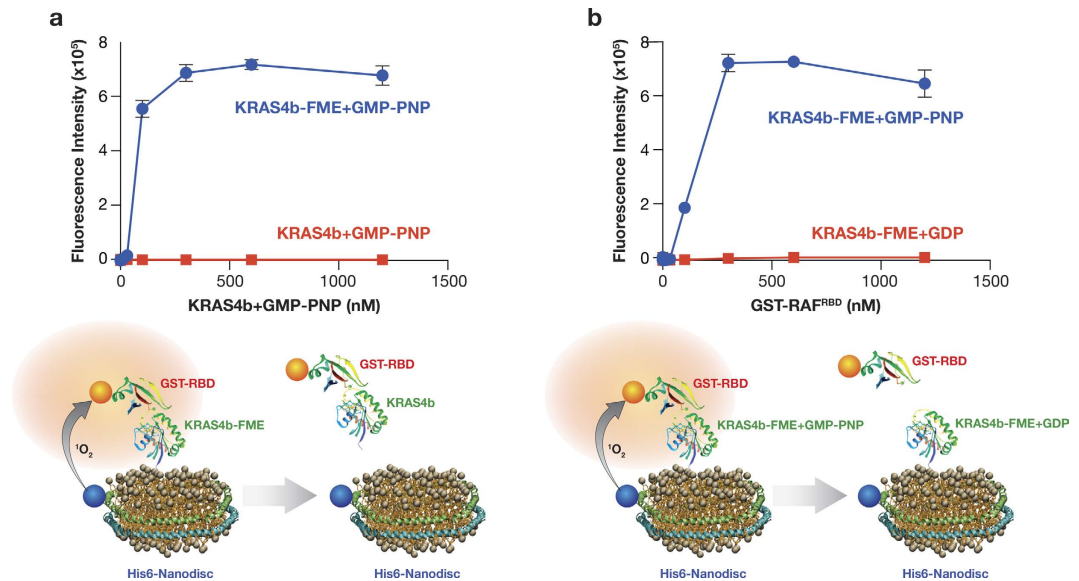 a
Fluorescence Intensity (x10⁵)
8
6
4
2
0
KRAS4b-FME+GMP-PNP
KRAS4b+GMP-PNP
0 500 1000 1500
KRAS4b+GMP-PNP (nM)
GST-RBD
KRAS4b-FME
¹O₂
His6-Nanodisc
GST-RBD
KRAS4b
His6-Nanodisc
b
Fluorescence Intensity (x10⁵)
8
6
4
2
0
KRAS4b-FME+GMP-PNP
KRAS4b-FME+GDP
0 500 1000 1500
GST-RAFᴿᴮᴰ (nM)
GST-RBD
KRAS4b-FME+GMP-PNP
¹O₂
His6-Nanodisc
GST-RBD
KRAS4b-FME+GDP
His6-Nanodisc